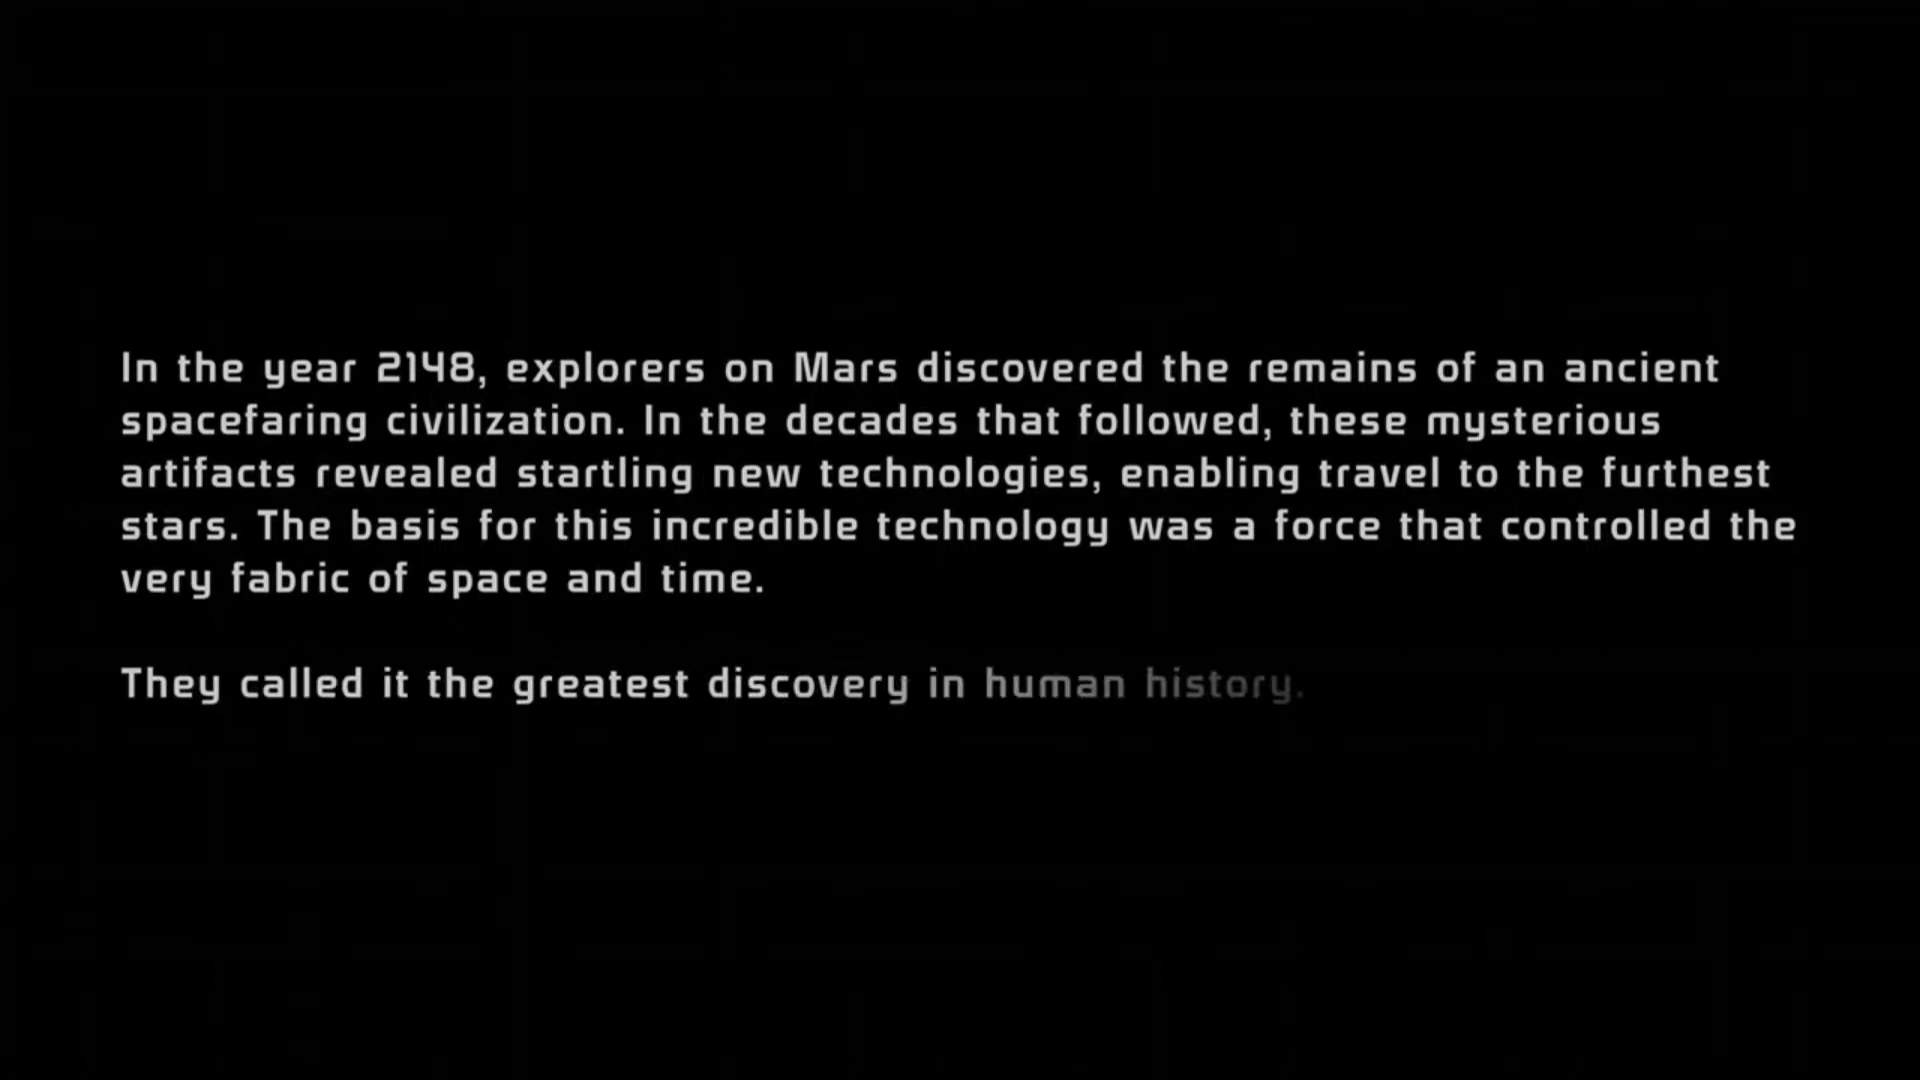 In the year 2148, explorers on Mars discovered the remains of an ancient
spacefaring civilization. In the decades that followed, these mysterious
artifacts revealed startling new technologies, enabling travel to the furthest
stars. The basis for this incredible technology was a force that controlled the
very fabric of space and time.
They called it the greatest discovery in human history.